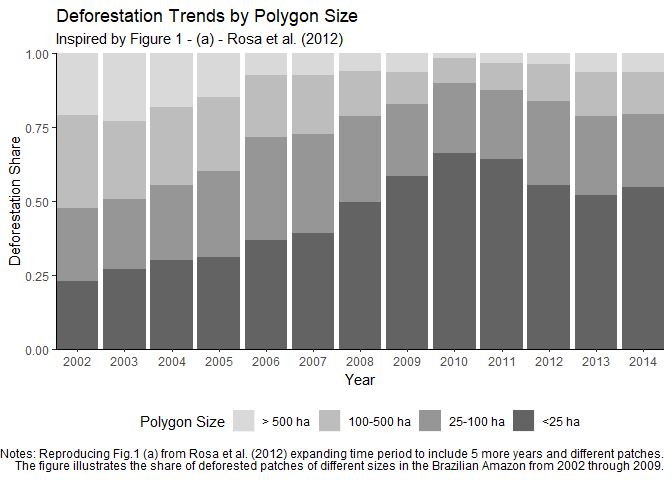 Deforestation Trends by Polygon Size
Inspired by Figure 1 - (a) - Rosa et al. (2012)
1.00
0.75
0.50
0.25
0.00
Deforestation Share
2002 2003 2004 2005 2006 2007 2008 2009 2010 2011 2012 2013 2014
Year
Polygon Size > 500 ha 100-500 ha 25-100 ha <25 ha
Notes: Reproducing Fig.1 (a) from Rosa et al. (2012) expanding time period to include 5 more years and different patches.
The figure illustrates the share of deforested patches of different sizes in the Brazilian Amazon from 2002 through 2009.